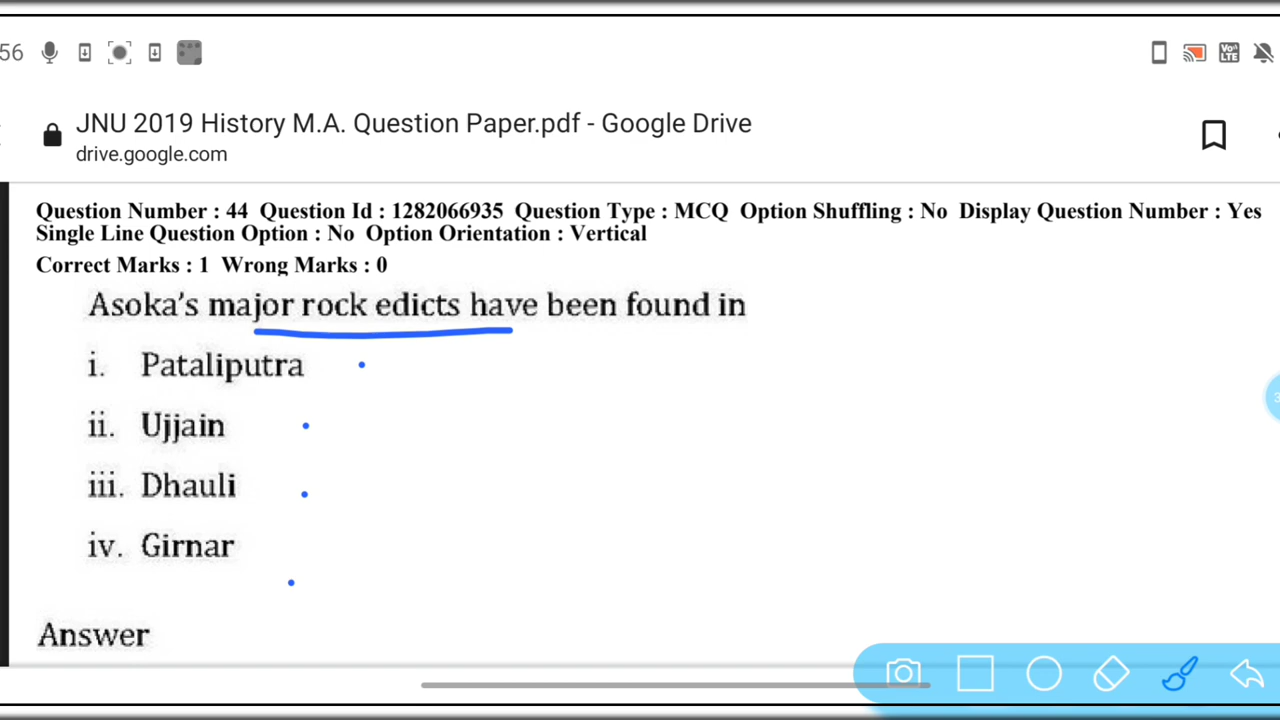 56
Vo
LTE
JNU 2019 History M.A. Question Paper.pdf - Google Drive
drive.google.com
Question Number : 44 Question Id : 1282066935 Question Type : MCQ Option Shuffling : No Display Question Number : Yes
Single Line Question Option : No Option Orientation : Vertical
Correct Marks : 1 Wrong Marks : 0
Asoka's major rock edicts have been found in
i. Pataliputra
ii. Ujjain
iii. Dhauli
iv. Girnar
Answer